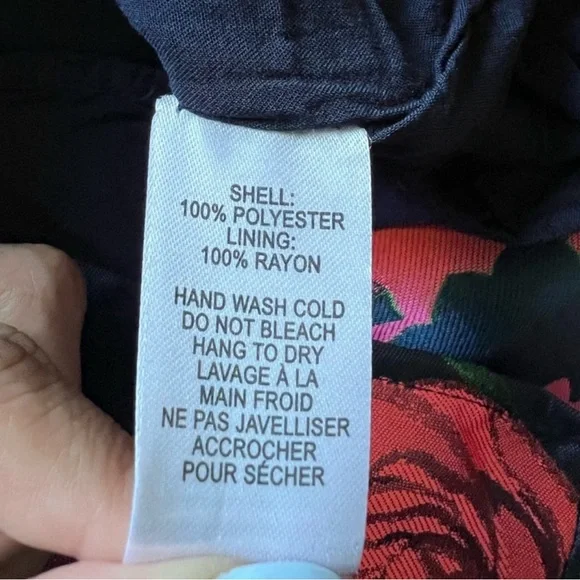 SHELL:
100% POLYESTER
LINING:
100% RAYON
HAND WASH COLD
DO NOT BLEACH
HANG TO DRY
LAVAGE À LA
MAIN FROID
NE PAS JAVELLISER
ACCROCHER
POUR SÉCHER